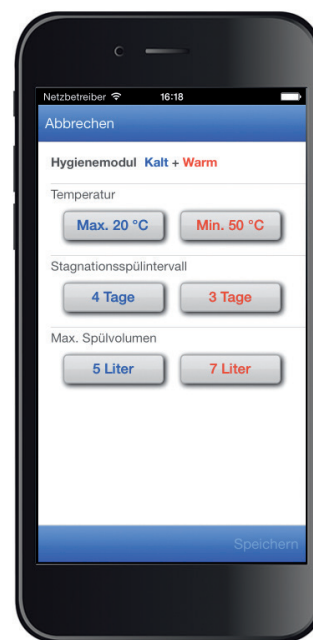 Netzbetreiber 16:18
Abbrechen
Hygienemodul Kalt + Warm
Temperatur
Max. 20 °C Min. 50 °C
Stagnationsspülintervall
4 Tage 3 Tage
Max. Spülvolumen
5 Liter 7 Liter
Speichern